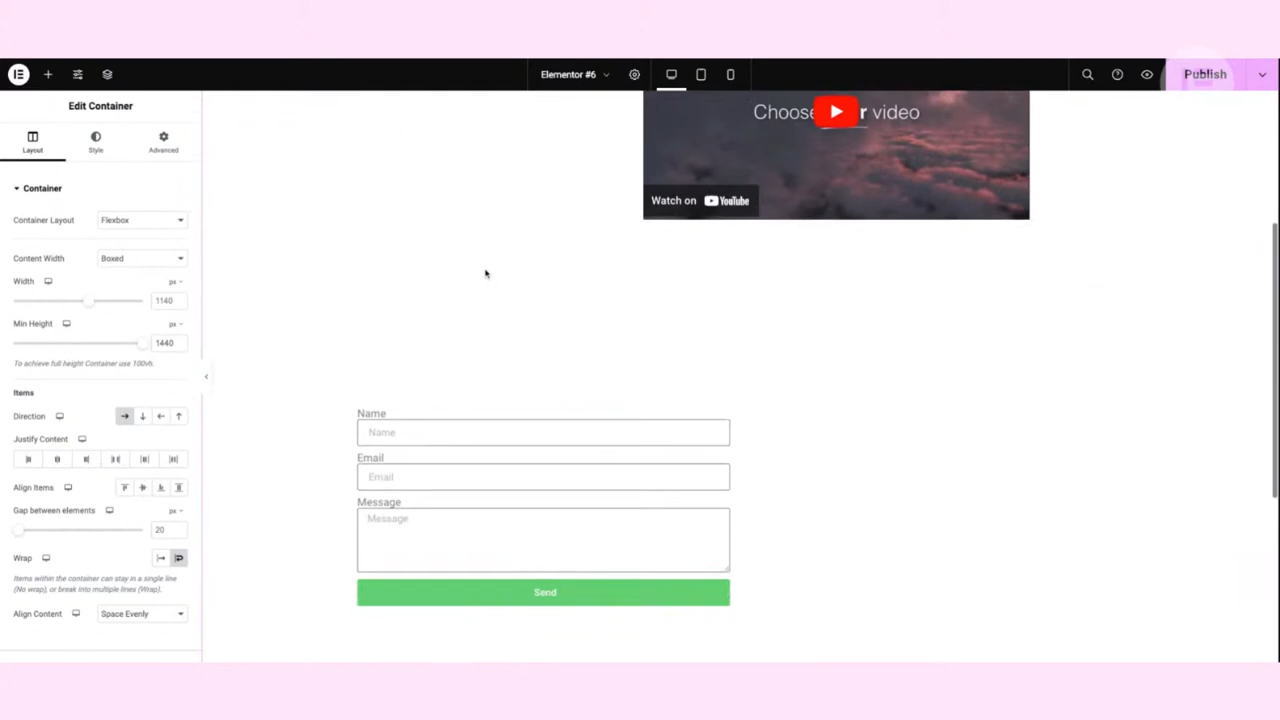 Elementor #6
Publish
Edit Container
Layout
Style
Advanced
Container
Container Layout
Flexbox
Content Width
Boxed
Width
px
1140
Min Height
px
1440
To achieve full height Container use 100vh.
Items
Direction
Justify Content
Align Items
Gap between elements
px
20
Wrap
Items within the container can stay in a single line
(No wrap), or break into multiple lines (Wrap).
Align Content
Space Evenly
Choose video
Watch on YouTube
Name
Name
Email
Email
Message
Message
Send